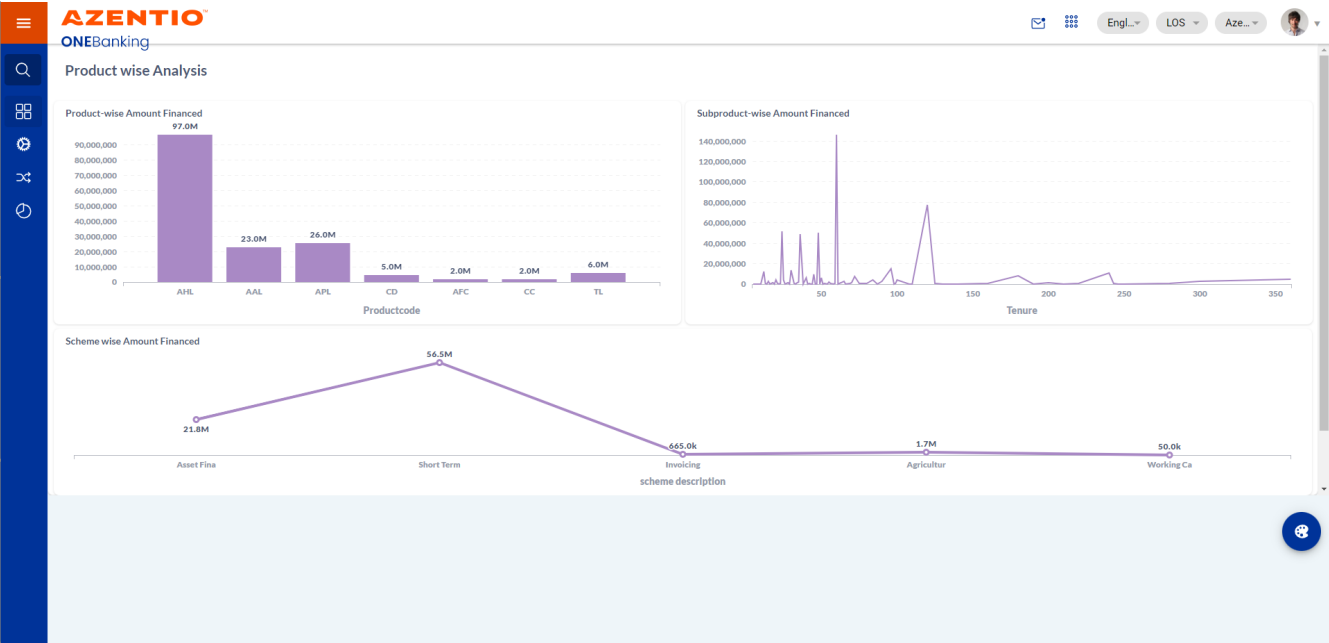 AZENTIO™
ONEBanking
Engl...
LOS
Aze...
Product wise Analysis
Product-wise Amount Financed
97.0M
90,000,000
80,000,000
70,000,000
60,000,000
50,000,000
40,000,000
30,000,000
20,000,000
10,000,000
0
23.0M
26.0M
5.0M
2.0M
2.0M
6.0M
AHL AAL APL CD AFC CC TL
Productcode
Subproduct-wise Amount Financed
140,000,000
120,000,000
100,000,000
80,000,000
60,000,000
40,000,000
20,000,000
0
50 100 150 200 250 300 350
Tenure
Scheme wise Amount Financed
56.5M
21.8M
665.0k
1.7M
50.0k
Asset Fina Short Term Invoicing Agricultur Working Ca
scheme description